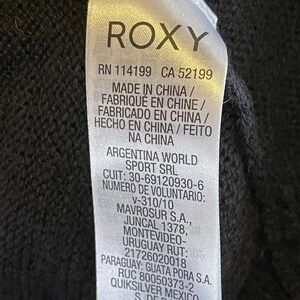 ROXY
RN 114199 CA 52199
MADE IN CHINA /
FABRIQUÉ EN CHINE /
FABRICADO EN CHINA /
HECHO EN CHINA / FEITO
NA CHINA
ARGENTINA WORLD
SPORT SRL
CUIT: 30-69120930-6
NUMERO DE VOLUNTARIO:
v-310/10
MAVROSUR S.A.,
JUNCAL 1378,
MONTEVIDEO-
URUGUAY RUT:
21726020018
PARAGUAY: GUATA PORA S.A.
RUC 80050373-2
QUIKSILVER MEXICO